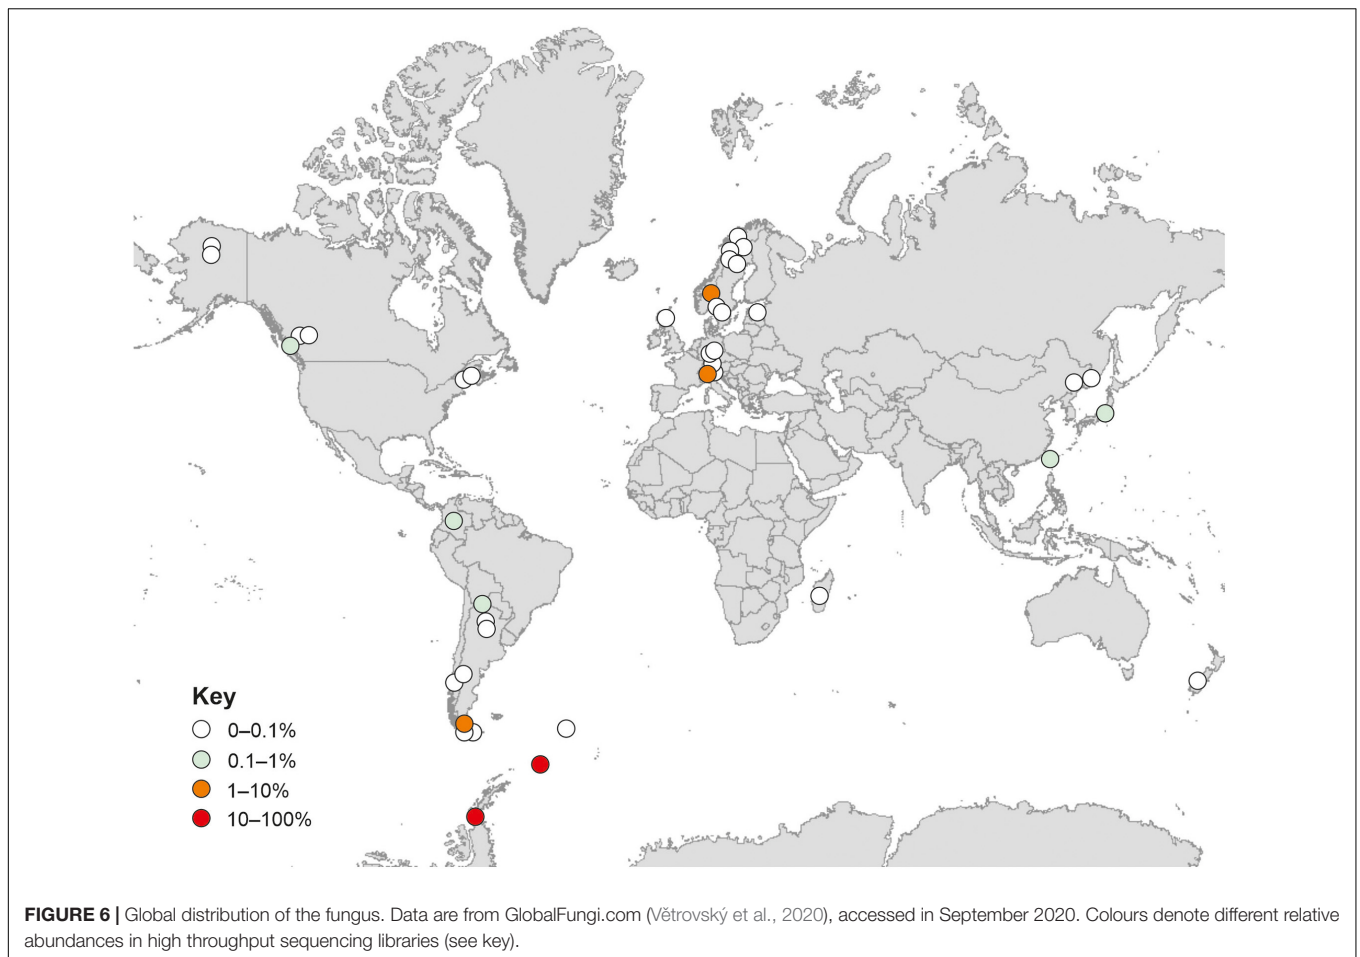 Key
0–0.1%
0.1–1%
1–10%
10–100%
FIGURE 6 | Global distribution of the fungus. Data are from GlobalFungi.com (Větrovský et al., 2020), accessed in September 2020. Colours denote different relative
abundances in high throughput sequencing libraries (see key).